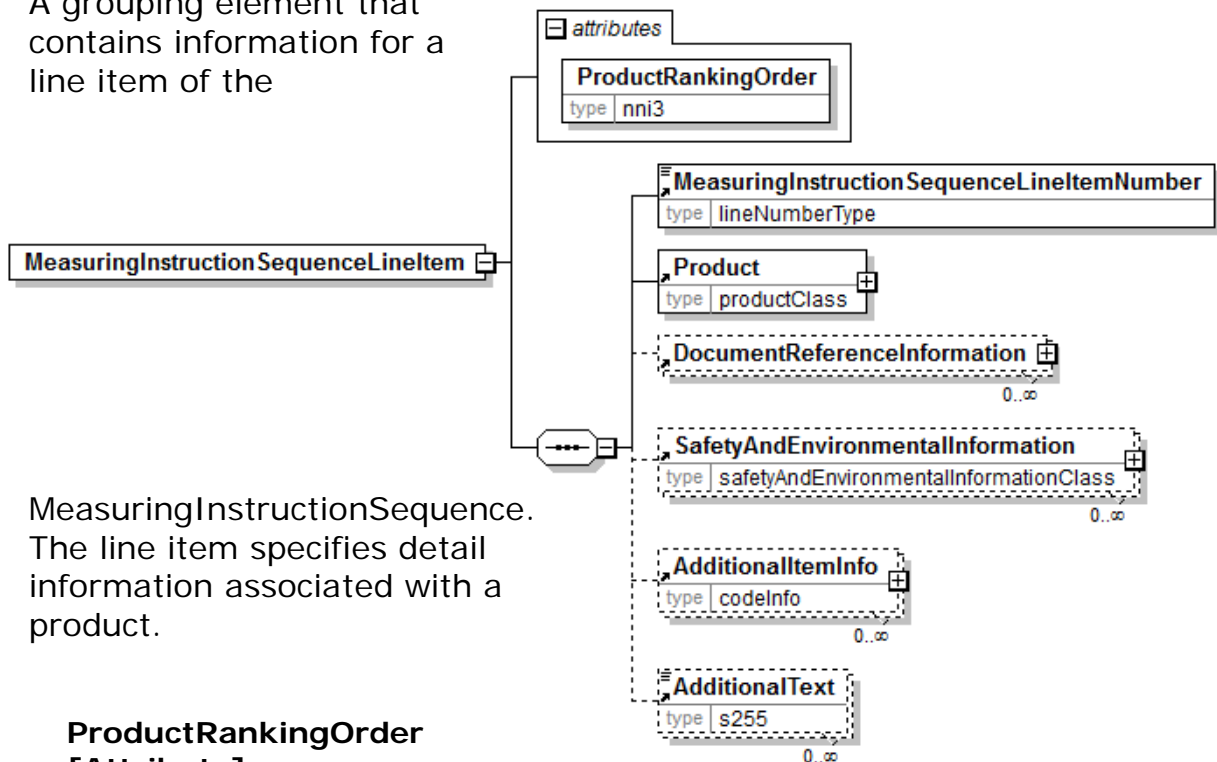 A grouping element that
contains information for a
line item of the
attributes
ProductRankingOrder
type nni3
MeasuringInstructionSequenceLineItem
MeasuringInstructionSequenceLineItemNumber
type lineNumberType
Product
type productClass
DocumentReferenceInformation
0..∞
SafetyAndEnvironmentalInformation
type safetyAndEnvironmentalInformationClass
0..∞
AdditionalItemInfo
type codeInfo
0..∞
AdditionalText
type s255
0..∞
MeasuringInstructionSequence.
The line item specifies detail
information associated with a
product.
ProductRankingOrder
[Attribute]